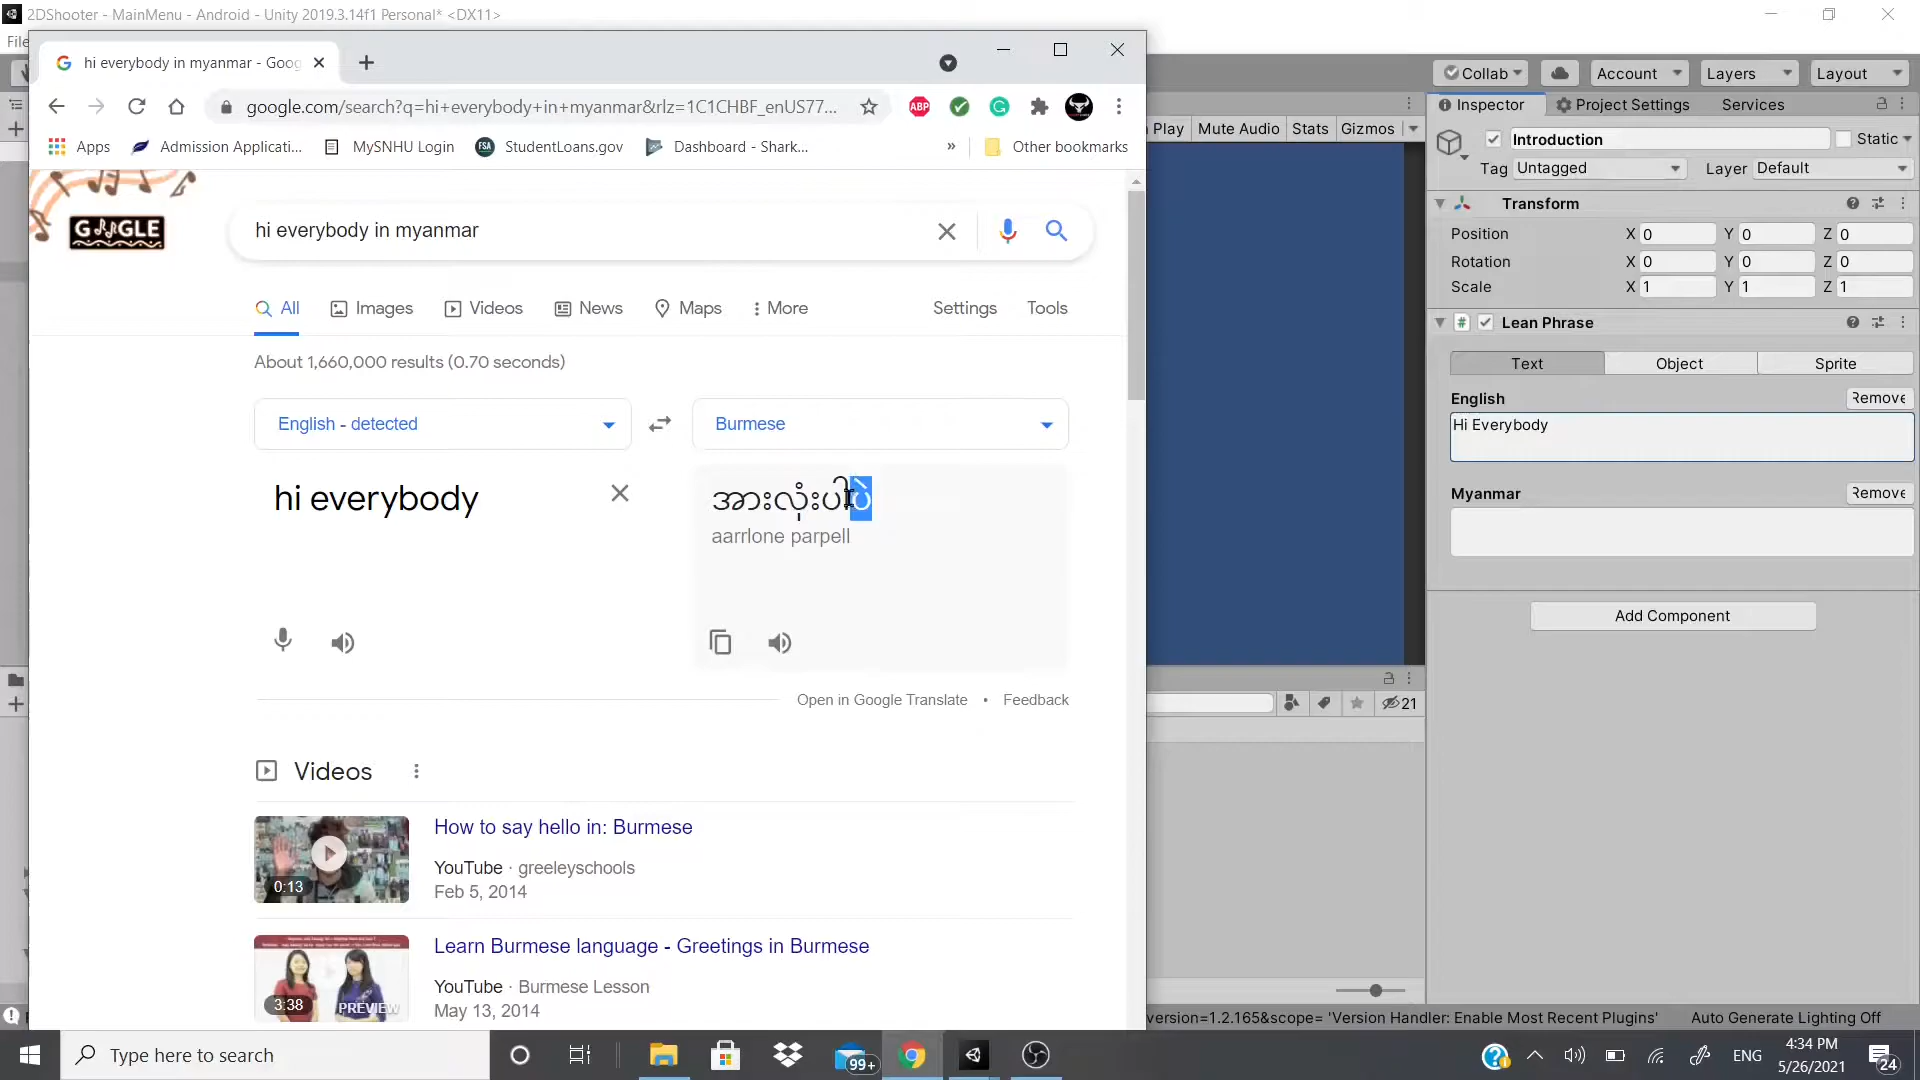 2DShooter - MainMenu - Android - Unity 2019.3.14f1 Personal* <DX11>
File
hi everybody in myanmar - Goog
google.com/search?q=hi+everybody+in+myanmar&rlz=1C1CHBF_enUS77...
ABP
Apps
Admission Applicati...
MySNHU Login
FSA
StudentLoans.gov
Dashboard - Shark...
»
Other bookmarks
GOOGLE
hi everybody in myanmar
All
Images
Videos
News
Maps
More
Settings
Tools
About 1,660,000 results (0.70 seconds)
English - detected
Burmese
hi everybody
အားလုံးပါပဲ
aarrlone parpell
Open in Google Translate • Feedback
Videos
How to say hello in: Burmese
YouTube · greeleyschools
Feb 5, 2014
0:13
Learn Burmese language - Greetings in Burmese
YouTube · Burmese Lesson
May 13, 2014
3:38
PREVIEW
Collab
Account
Layers
Layout
Inspector
Project Settings
Services
Play
Mute Audio
Stats
Gizmos
Introduction
Static
Tag Untagged
Layer Default
Transform
Position X 0 Y 0 Z 0
Rotation X 0 Y 0 Z 0
Scale X 1 Y 1 Z 1
# Lean Phrase
Text
Object
Sprite
English
Remove
Hi Everybody
Myanmar
Remove
Add Component
21
version=1.2.165&scope= 'Version Handler: Enable Most Recent Plugins'
Auto Generate Lighting Off
Type here to search
99+
ENG
4:34 PM
5/26/2021
24